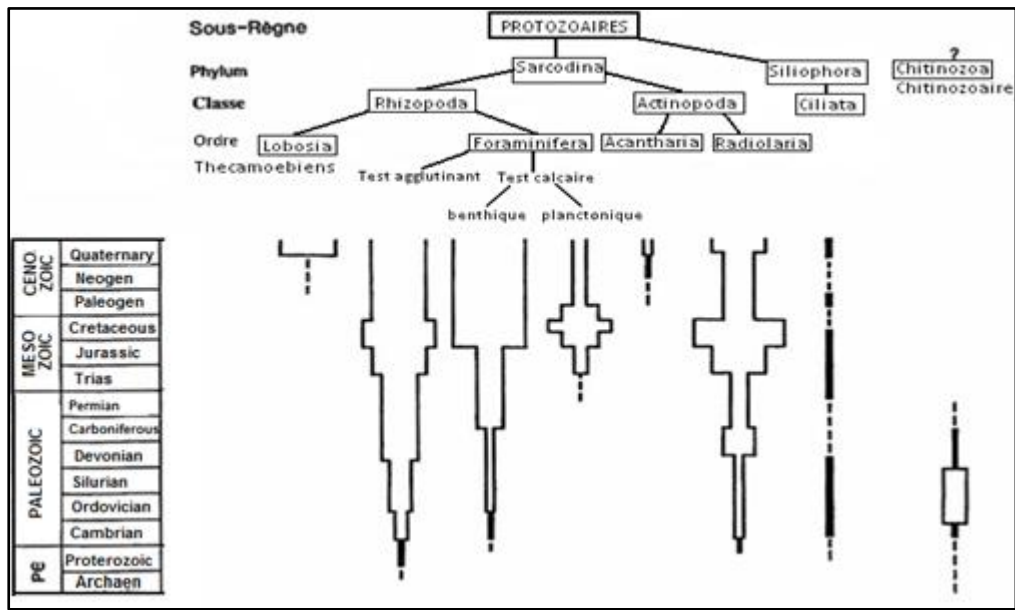 Sous-Règne PROTOZOAIRES
?
Phylum Sarcodina Siliophora Chitinozoa
Chitinozoaire
Classe Rhizopoda Actinopoda Ciliata
Ordre Lobosia Foraminifera Acantharia Radiolaria
Thecamoebiens Test agglutinant Test calcaire
benthique planctonique
CENO ZOIC
Quaternary
Neogen
Paleogen
MESO ZOIC
Cretaceous
Jurassic
Trias
PALEOZOIC
Permian
Carboniferous
Devonian
Silurian
Ordovician
Cambrian
PЄ
Proterozoic
Archaen